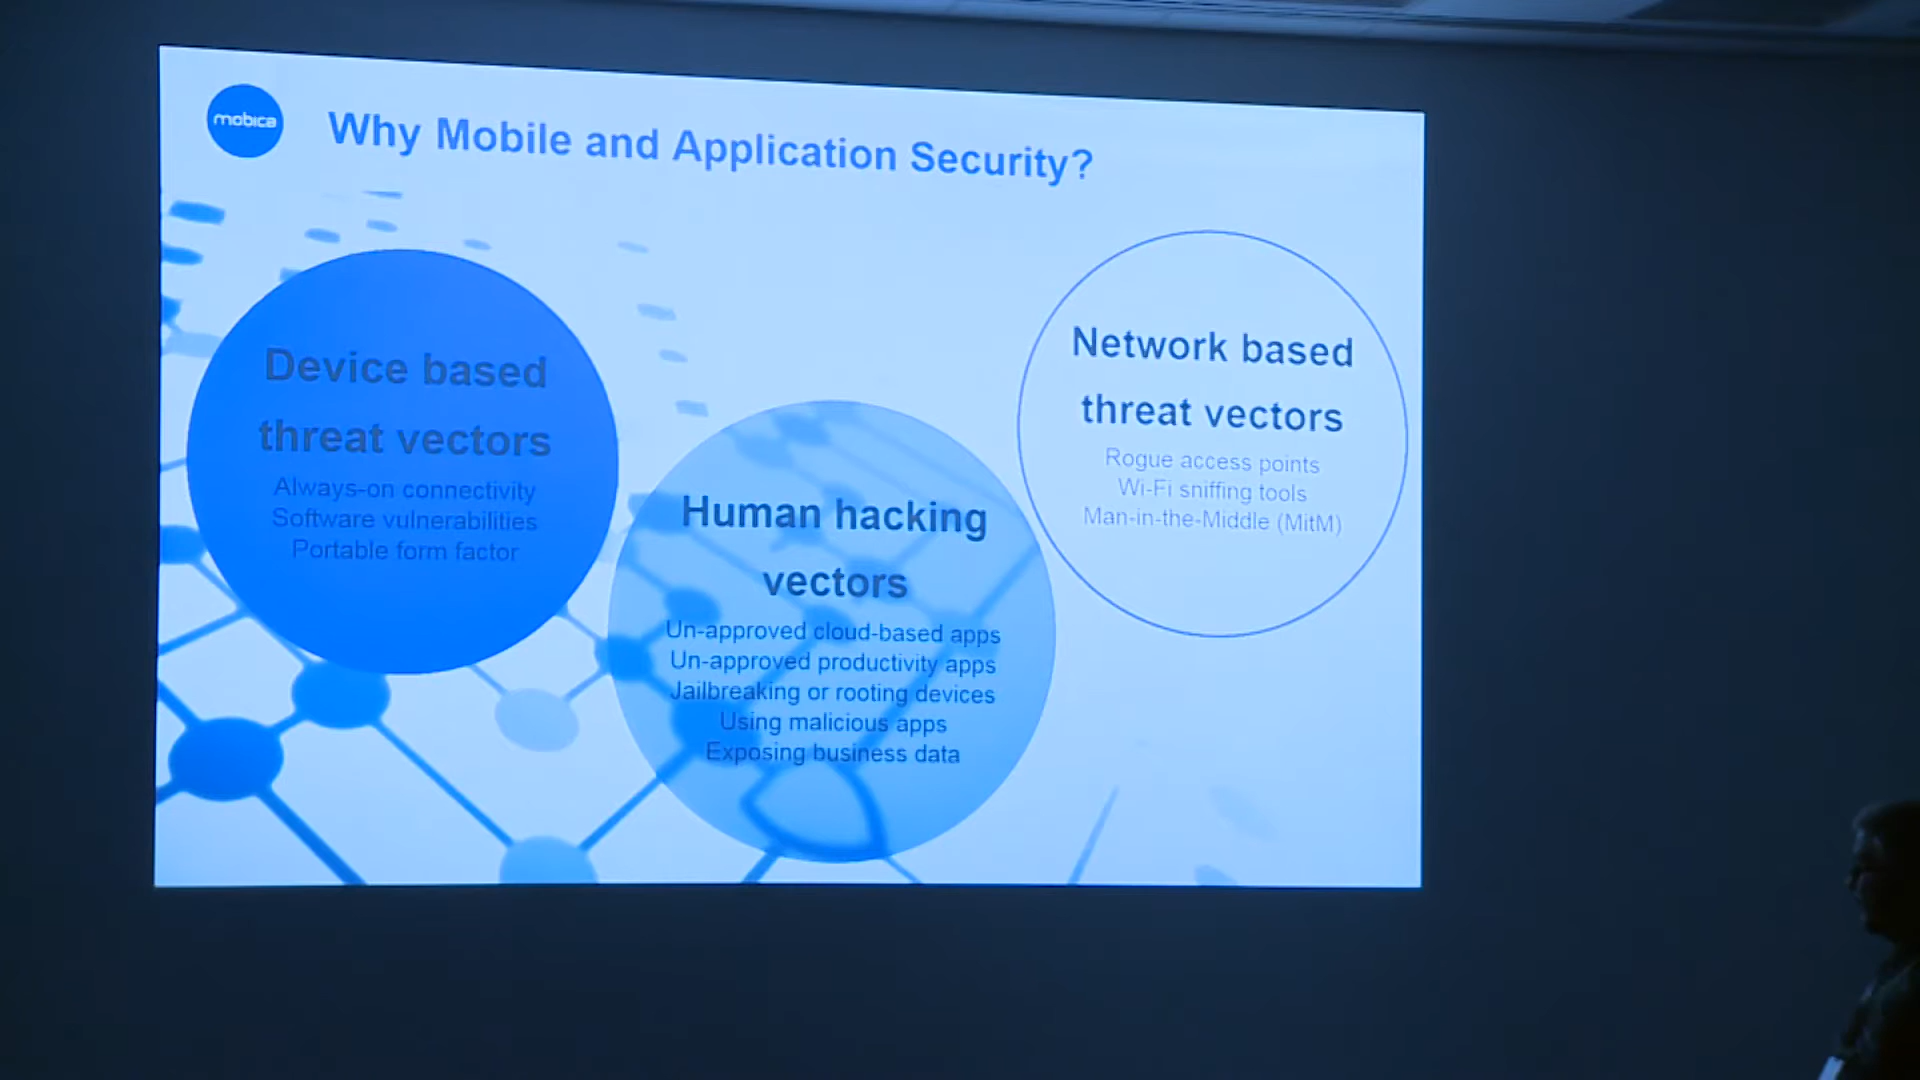 mobica
Why Mobile and Application Security?
Device based
threat vectors
Always-on connectivity
Software vulnerabilities
Portable form factor
Human hacking
vectors
Un-approved cloud-based apps
Un-approved productivity apps
Jailbreaking or rooting devices
Using malicious apps
Exposing business data
Network based
threat vectors
Rogue access points
Wi-Fi sniffing tools
Man-in-the-Middle (MitM)